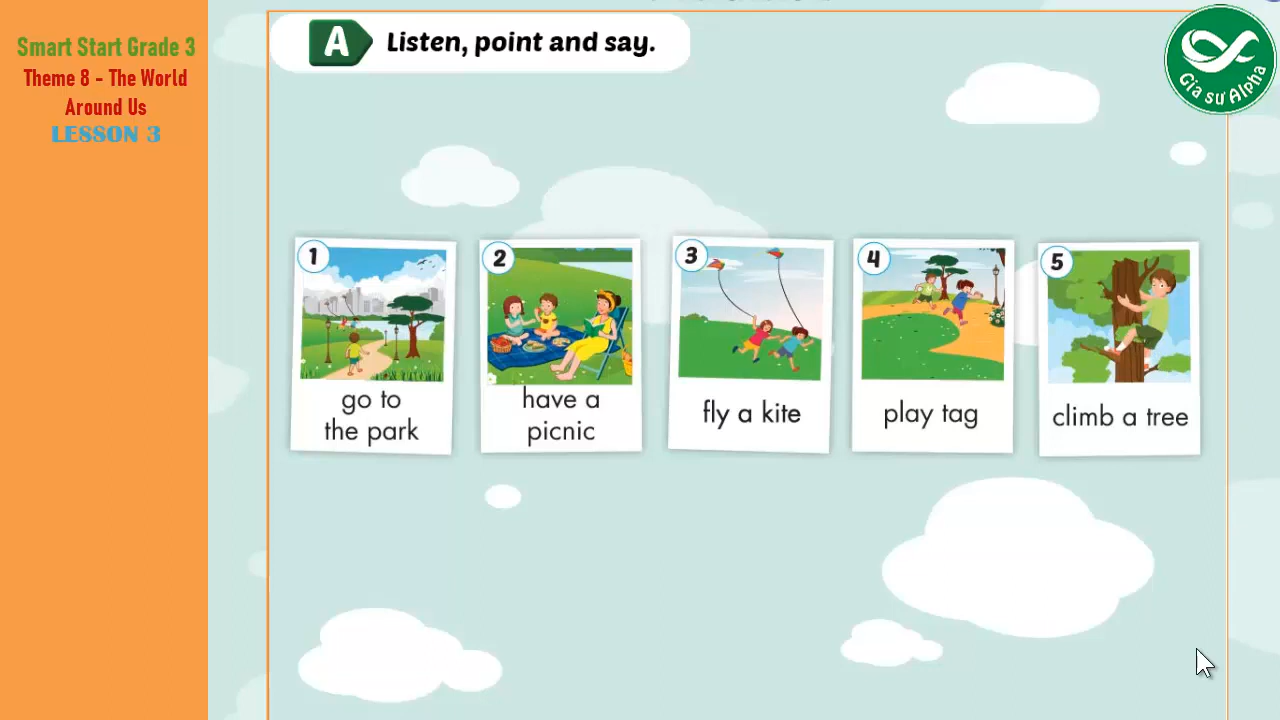 Smart Start Grade 3
Theme 8 - The World
Around Us
LESSON 3
A Listen, point and say.
Gia sư Alpha
1
go to
the park
2
have a
picnic
3
fly a kite
4
play tag
5
climb a tree